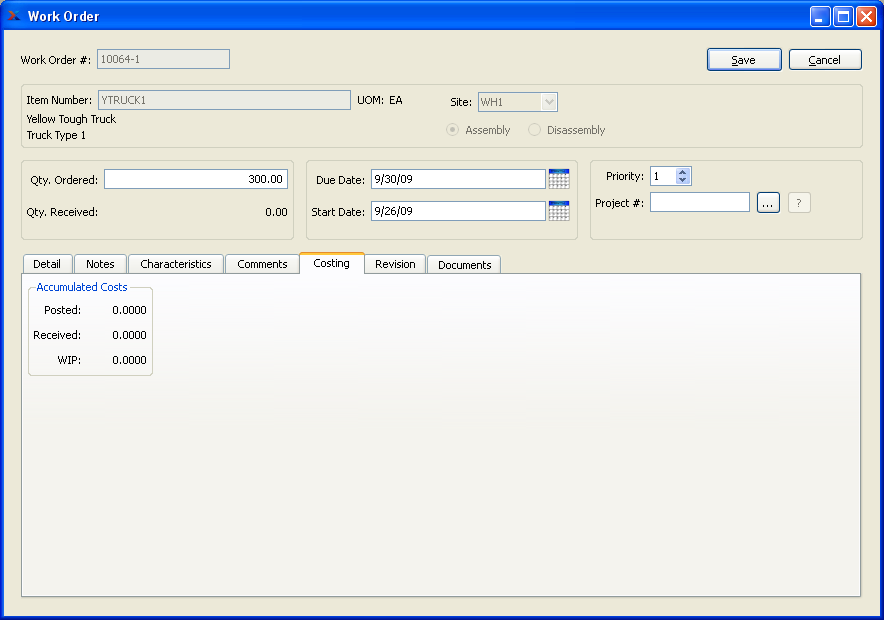 Work Order
Work Order #: 10064-1
Save Cancel
Item Number: YTRUCK1 UOM: EA Site: WH1
Yellow Tough Truck
Assembly Disassembly
Truck Type 1
Qty. Ordered: 300.00 Due Date: 9/30/09 Priority: 1
Qty. Received: 0.00 Start Date: 9/26/09 Project #: ... ?
Detail Notes Characteristics Comments Costing Revision Documents
Accumulated Costs
Posted: 0.0000
Received: 0.0000
WIP: 0.0000